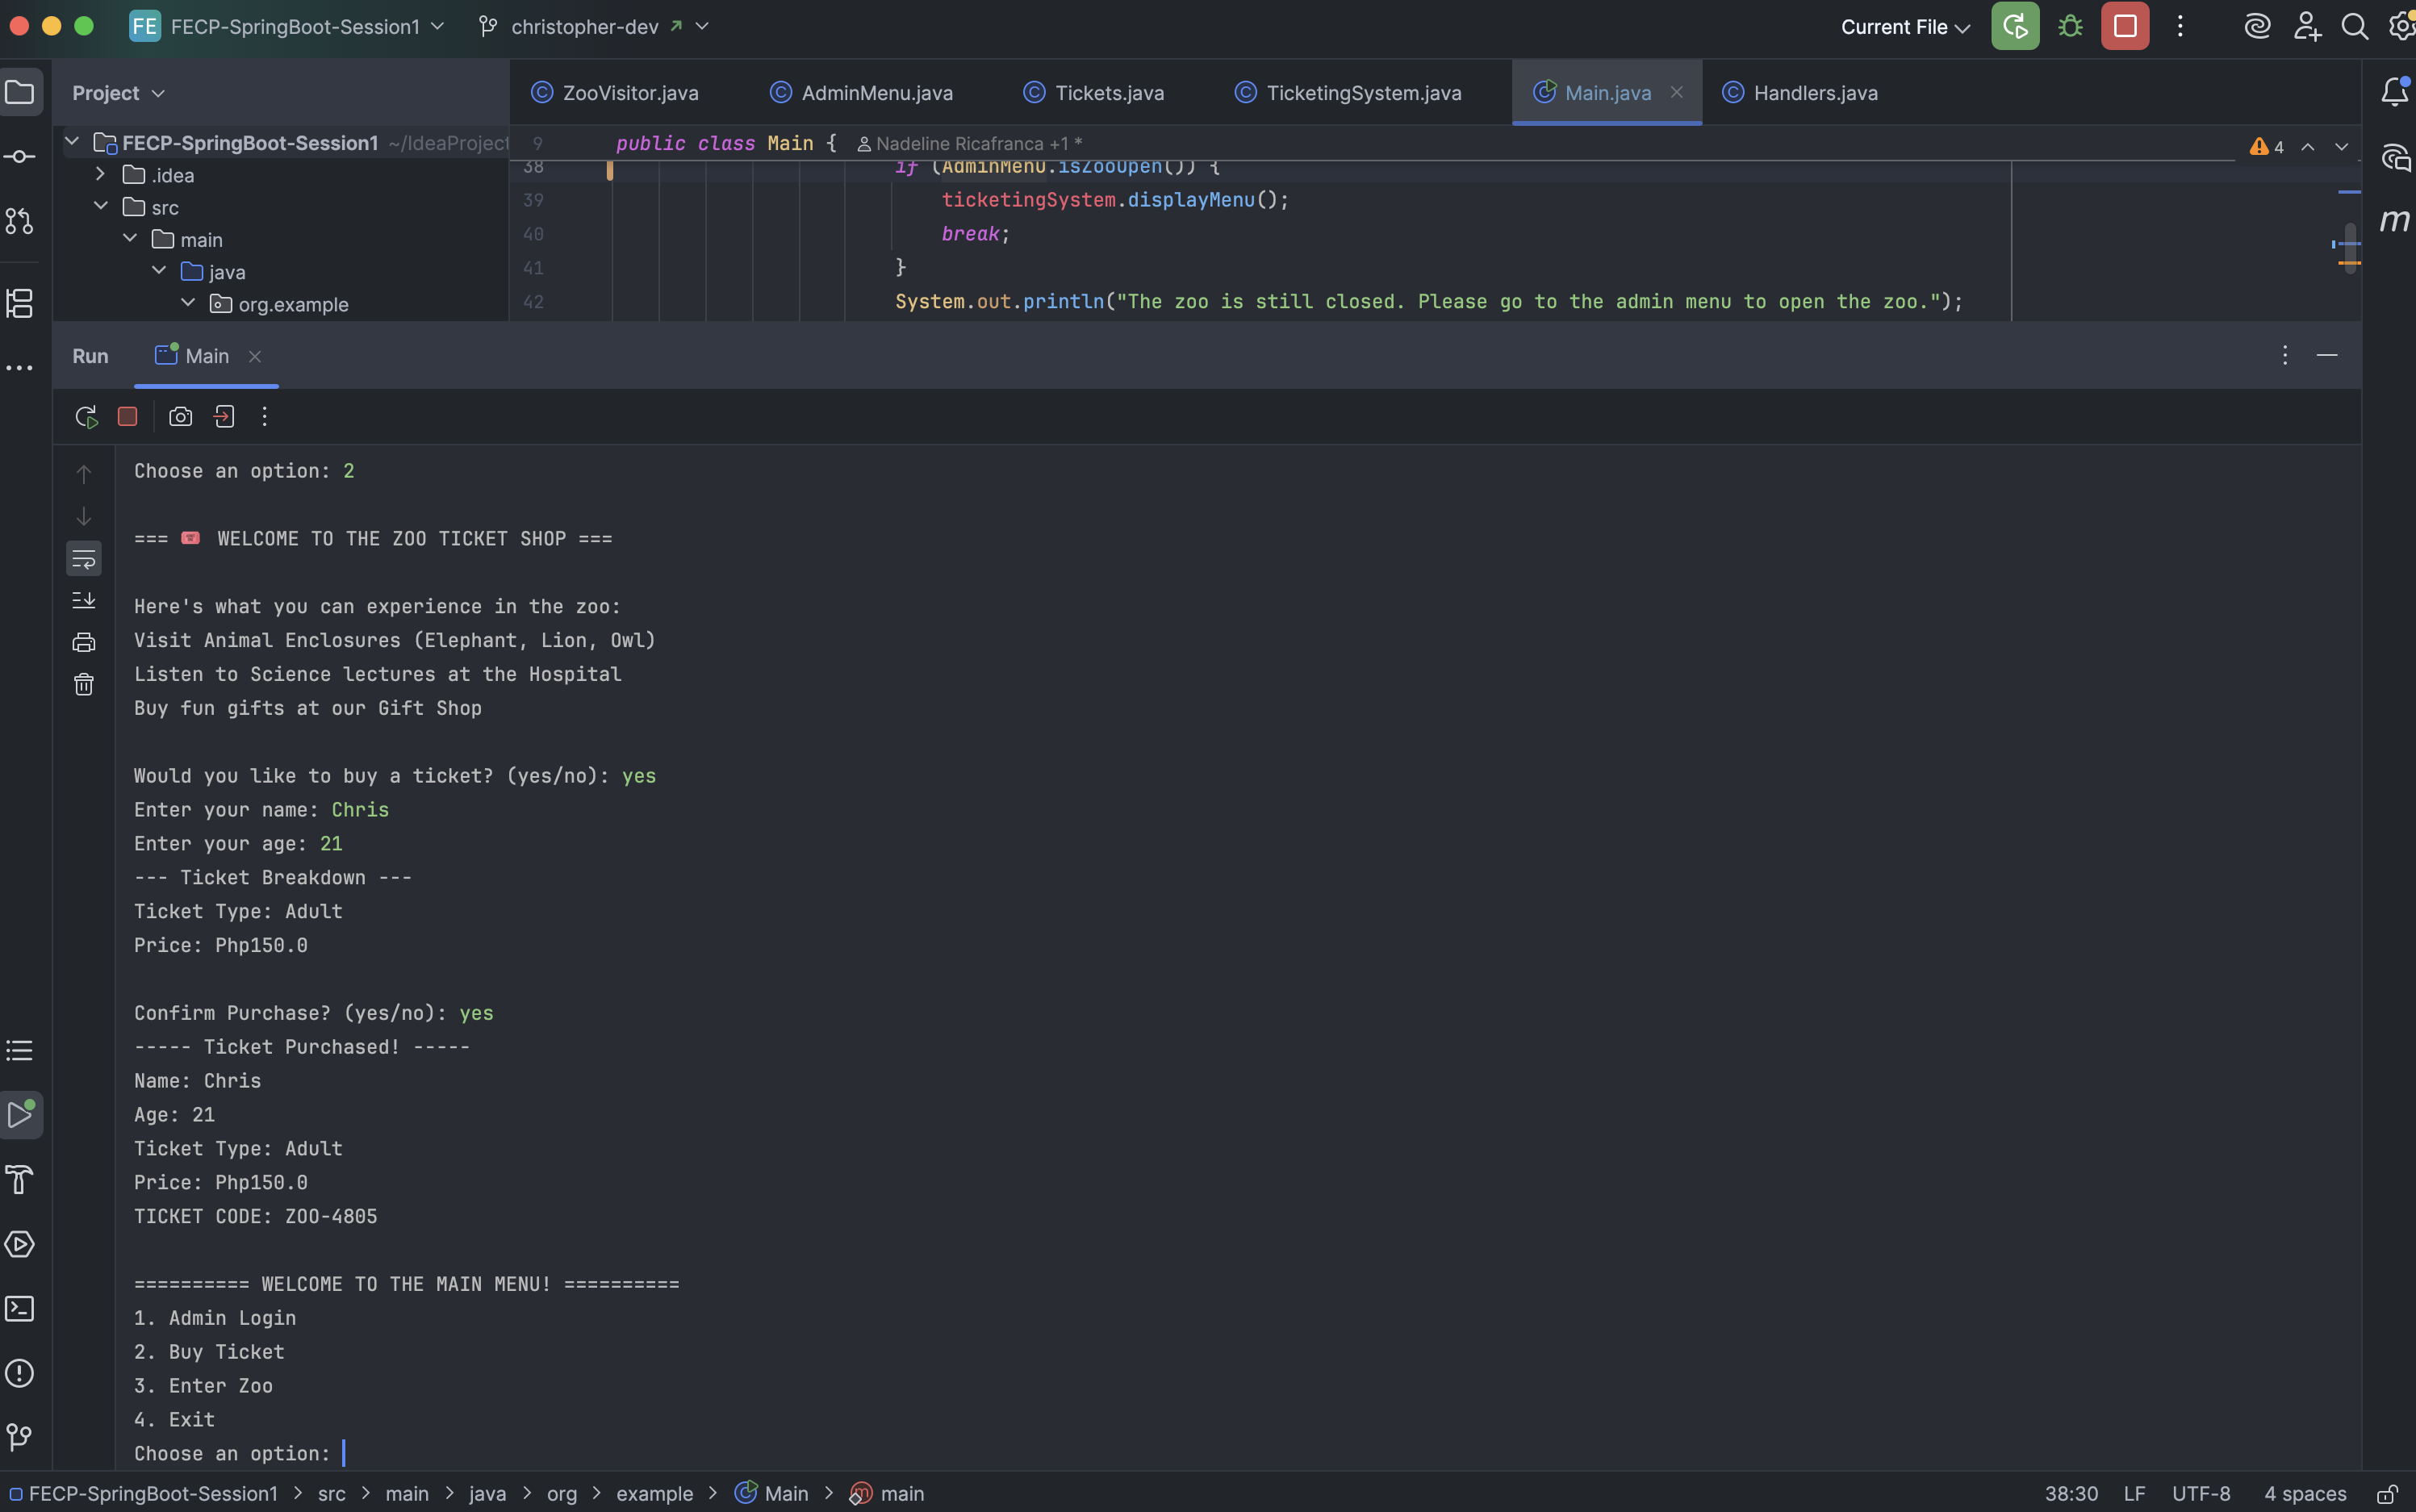 FE FECP-SpringBoot-Session1 christopher-dev Current File
Project
ZooVisitor.java AdminMenu.java Tickets.java TicketingSystem.java Main.java Handlers.java
FECP-SpringBoot-Session1 ~/IdeaProject
.idea
src
main
java
org.example
9 public class Main { Nadeline Ricafranca +1 *
4
38 if (AdminMenu.isZooOpen()) {
39 ticketingSystem.displayMenu();
40 break;
41 }
42 System.out.println("The zoo is still closed. Please go to the admin menu to open the zoo.");
Run Main
Choose an option: 2
=== WELCOME TO THE ZOO TICKET SHOP ===
Here's what you can experience in the zoo:
Visit Animal Enclosures (Elephant, Lion, Owl)
Listen to Science lectures at the Hospital
Buy fun gifts at our Gift Shop
Would you like to buy a ticket? (yes/no): yes
Enter your name: Chris
Enter your age: 21
--- Ticket Breakdown ---
Ticket Type: Adult
Price: Php150.0
Confirm Purchase? (yes/no): yes
----- Ticket Purchased! -----
Name: Chris
Age: 21
Ticket Type: Adult
Price: Php150.0
TICKET CODE: ZOO-4805
========== WELCOME TO THE MAIN MENU! ==========
1. Admin Login
2. Buy Ticket
3. Enter Zoo
4. Exit
Choose an option:
FECP-SpringBoot-Session1 > src > main > java > org > example > Main > main 38:30 LF UTF-8 4 spaces